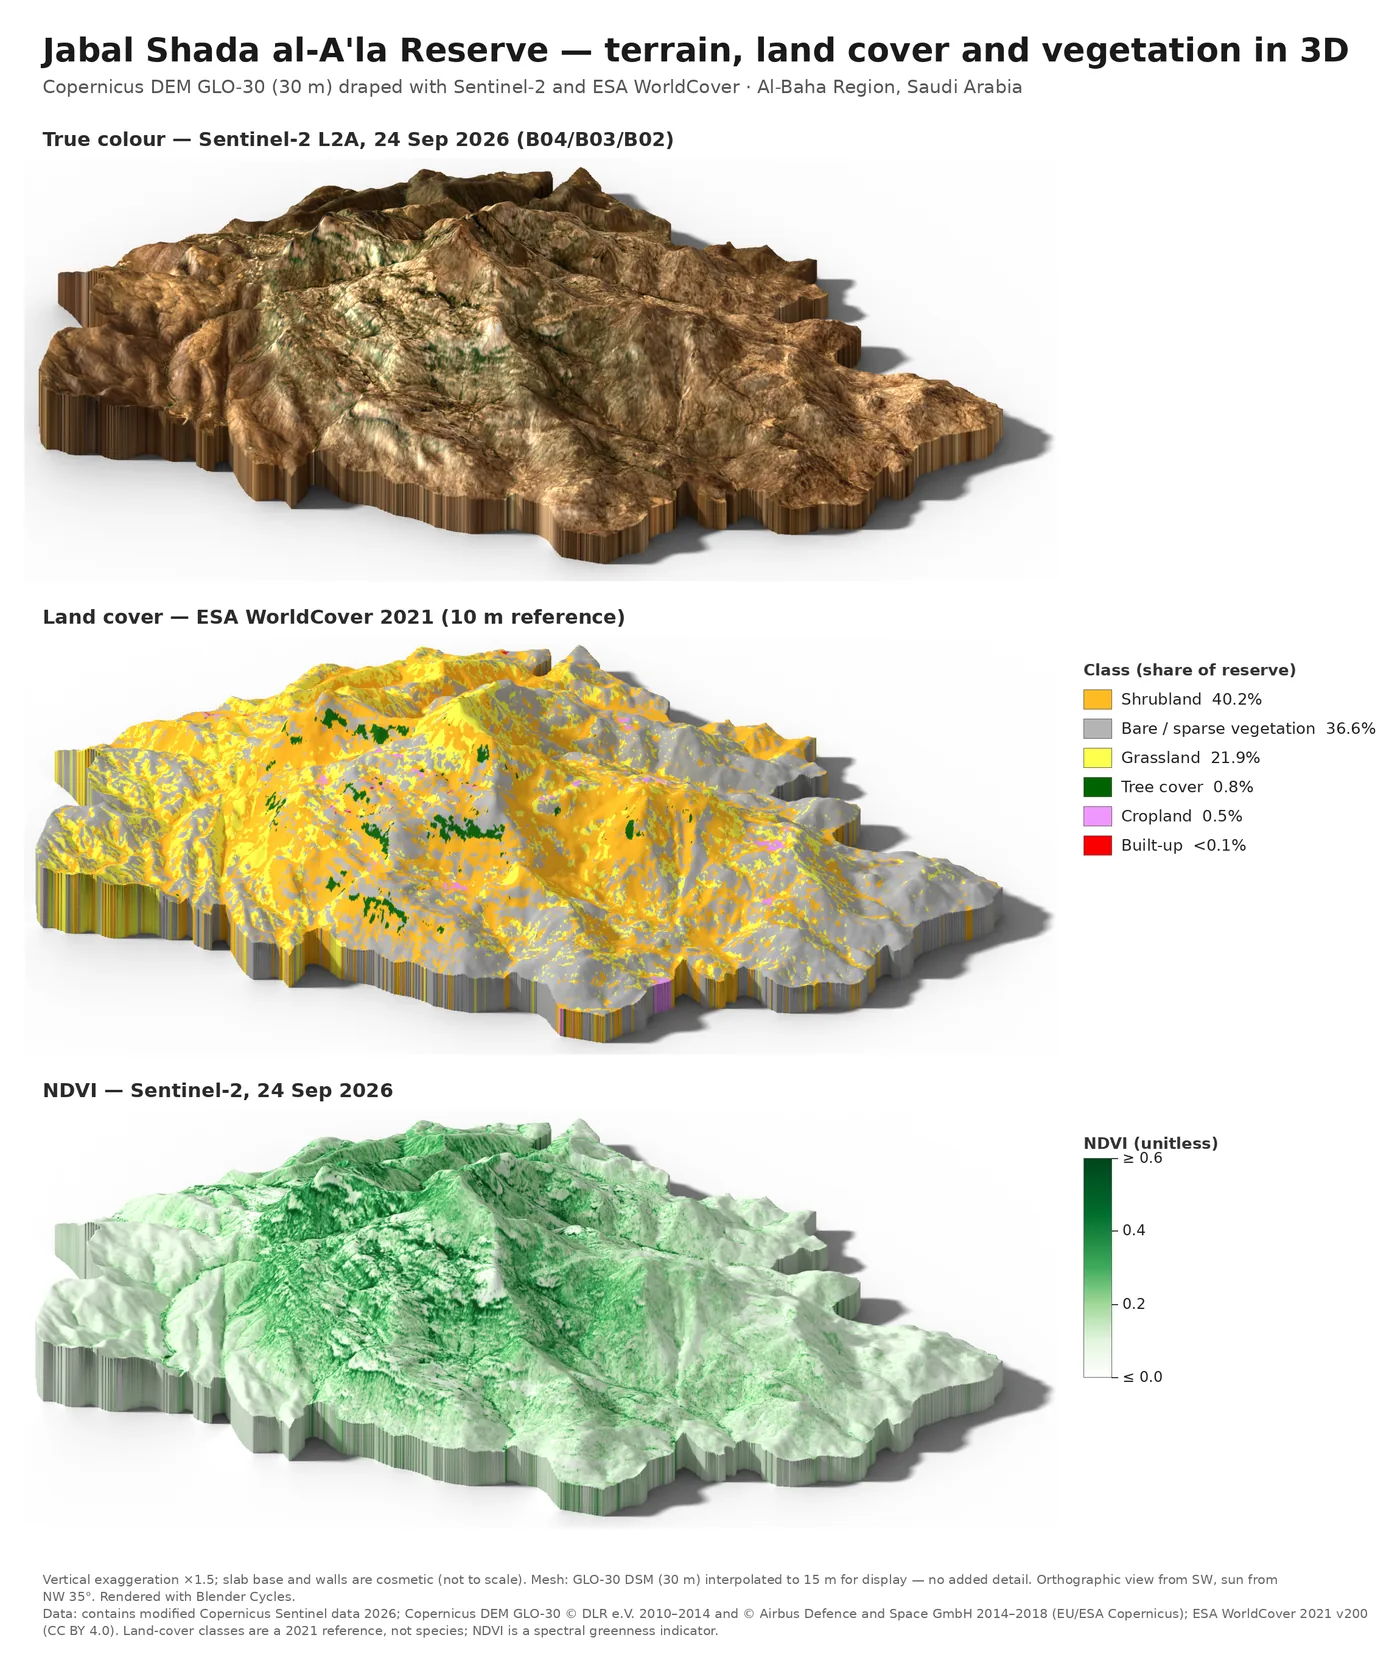 Jabal Shada al-A'la Reserve — terrain, land cover and vegetation in 3D
Copernicus DEM GLO-30 (30 m) draped with Sentinel-2 and ESA WorldCover · Al-Baha Region, Saudi Arabia
True colour — Sentinel-2 L2A, 24 Sep 2026 (B04/B03/B02)
Land cover — ESA WorldCover 2021 (10 m reference)
Class (share of reserve)
Shrubland 40.2%
Bare / sparse vegetation 36.6%
Grassland 21.9%
Tree cover 0.8%
Cropland 0.5%
Built-up <0.1%
NDVI — Sentinel-2, 24 Sep 2026
NDVI (unitless)
≥ 0.6
0.4
0.2
≤ 0.0
Vertical exaggeration ×1.5; slab base and walls are cosmetic (not to scale). Mesh: GLO-30 DSM (30 m) interpolated to 15 m for display — no added detail. Orthographic view from SW, sun from
NW 35°. Rendered with Blender Cycles.
Data: contains modified Copernicus Sentinel data 2026; Copernicus DEM GLO-30 © DLR e.V. 2010–2014 and © Airbus Defence and Space GmbH 2014–2018 (EU/ESA Copernicus); ESA WorldCover 2021 v200
(CC BY 4.0). Land-cover classes are a 2021 reference, not species; NDVI is a spectral greenness indicator.